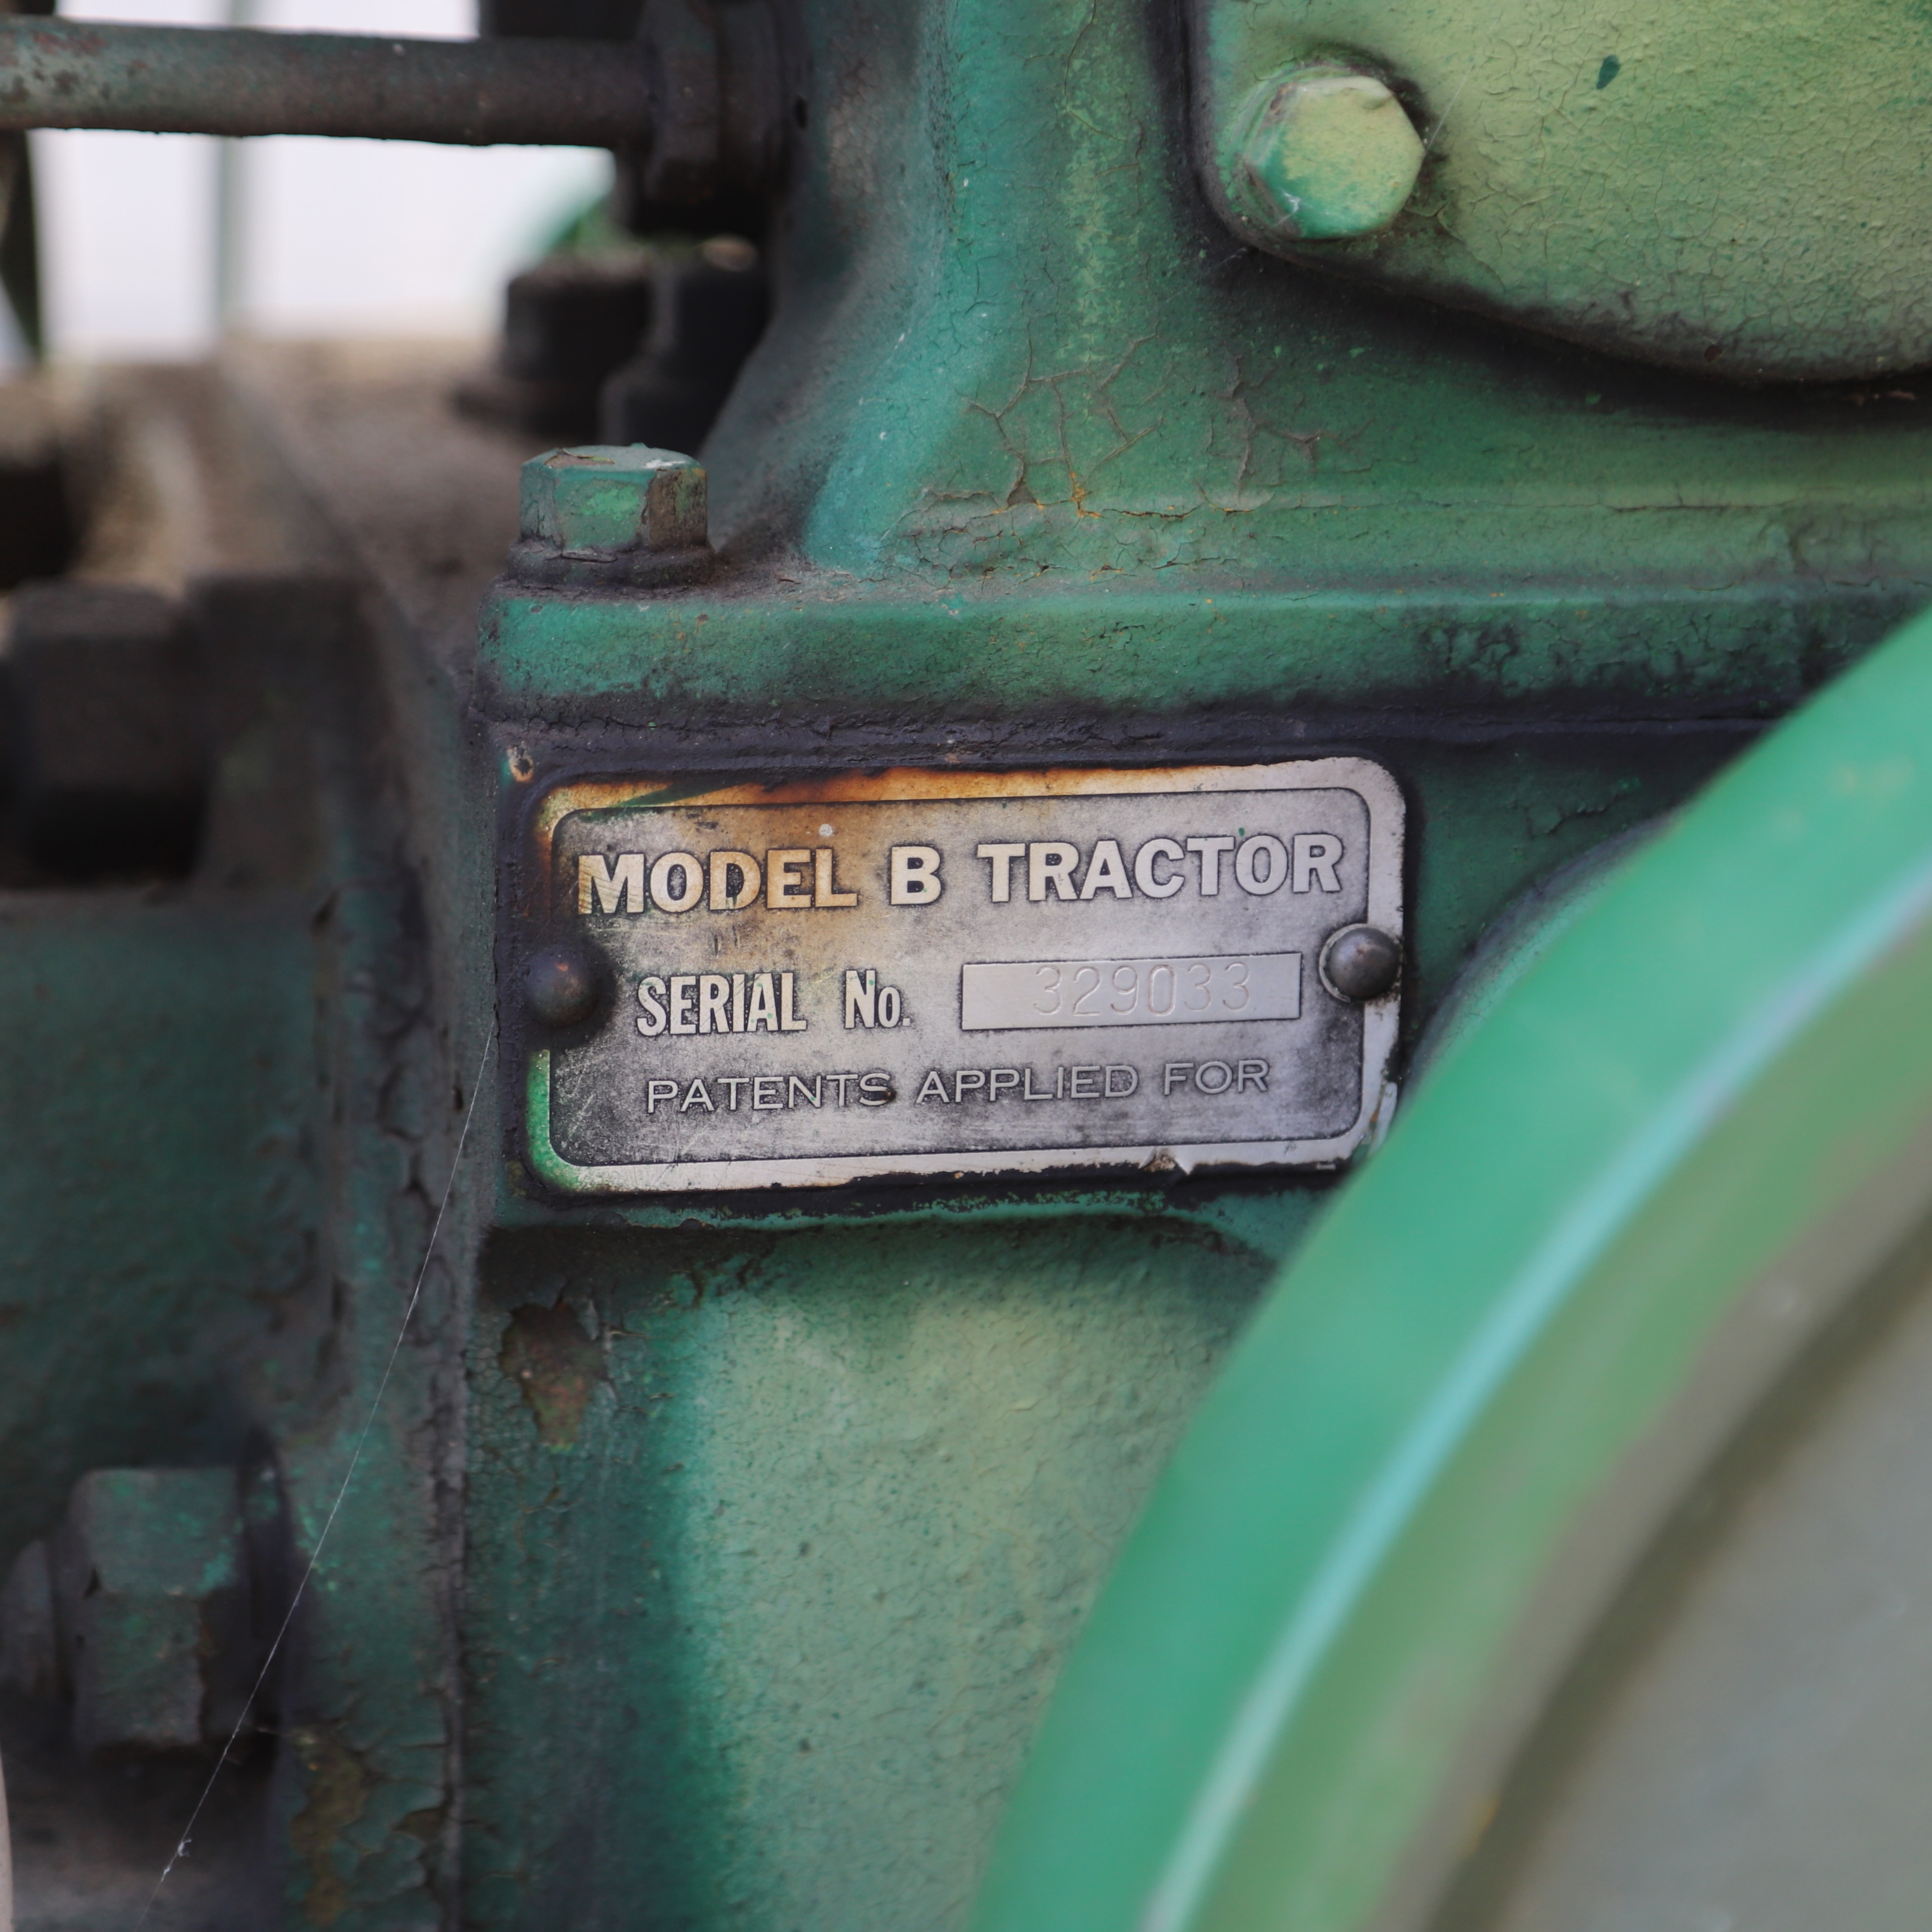 MODEL B TRACTOR
SERIAL No. 329033
PATENTS APPLIED FOR